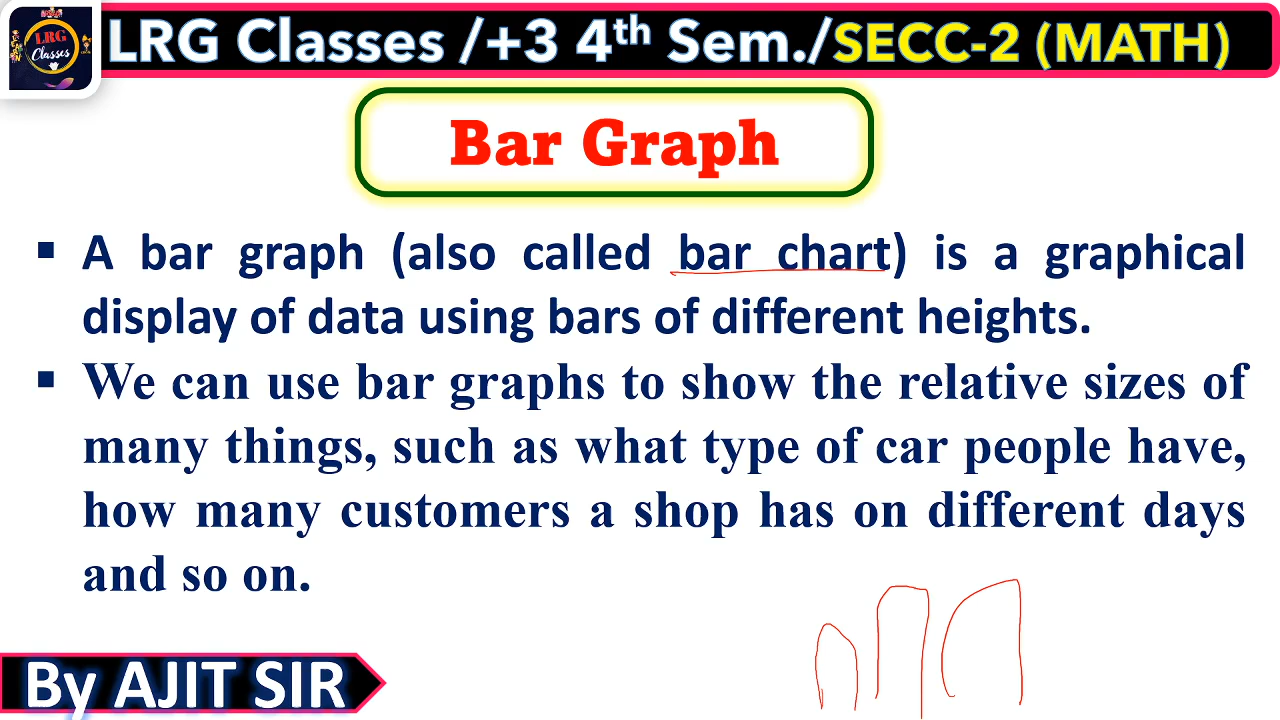 LRG Classes
LRG Classes /+3 4th Sem./SECC-2 (MATH)
Bar Graph
▪ A bar graph (also called bar chart) is a graphical
display of data using bars of different heights.
▪ We can use bar graphs to show the relative sizes of
many things, such as what type of car people have,
how many customers a shop has on different days
and so on.
By AJIT SIR